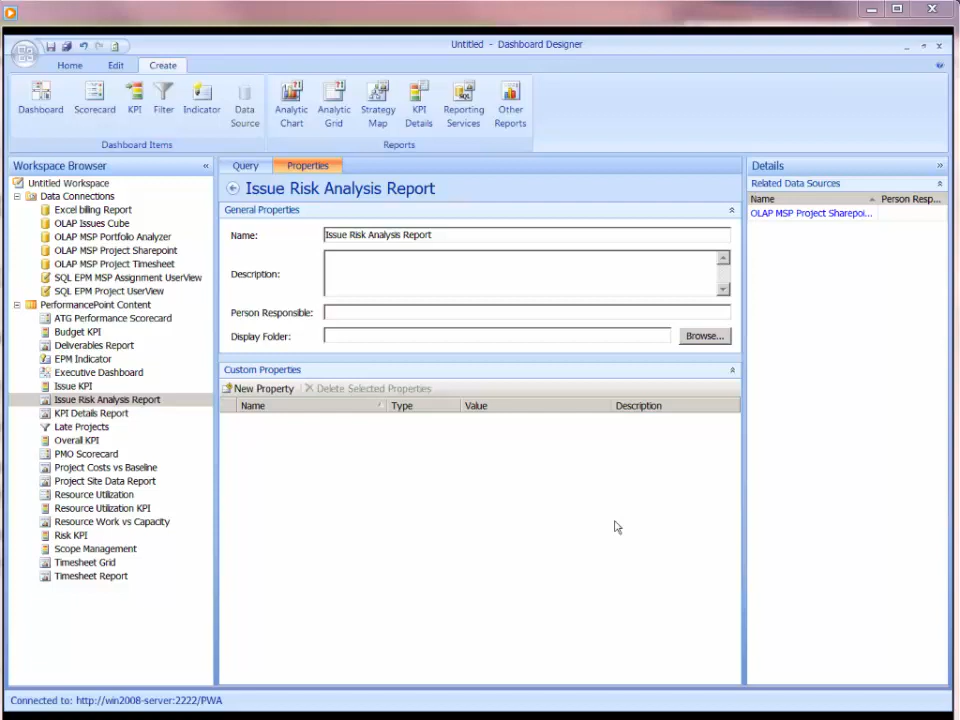 Untitled - Dashboard Designer
Home Edit Create
Dashboard Scorecard KPI Filter Indicator Data Source Analytic Chart Analytic Grid Strategy Map KPI Details Reporting Services Other Reports
Dashboard Items Reports
Workspace Browser «
Untitled Workspace
Data Connections
Excel biling Report
OLAP Issues Cube
OLAP MSP Portfolio Analyzer
OLAP MSP Project Sharepoint
OLAP MSP Project Timesheet
SQL EPM MSP Assignment UserView
SQL EPM Project UserView
PerformancePoint Content
ATG Performance Scorecard
Budget KPI
Deliverables Report
EPM Indicator
Executive Dashboard
Issue KPI
Issue Risk Analysis Report
KPI Details Report
Late Projects
Overall KPI
PMO Scorecard
Project Costs vs Baseline
Project Site Data Report
Resource Utilization
Resource Utilization KPI
Resource Work vs Capacity
Risk KPI
Scope Management
Timesheet Grid
Timesheet Report
Query Properties
Issue Risk Analysis Report
General Properties
Name: Issue Risk Analysis Report
Description:
Person Responsible:
Display Folder: Browse...
Custom Properties
New Property Delete Selected Properties
Name Type Value Description
Details »
Related Data Sources
Name Person Resp...
OLAP MSP Project Sharepoi...
Connected to: http://win2008-server:2222/PWA